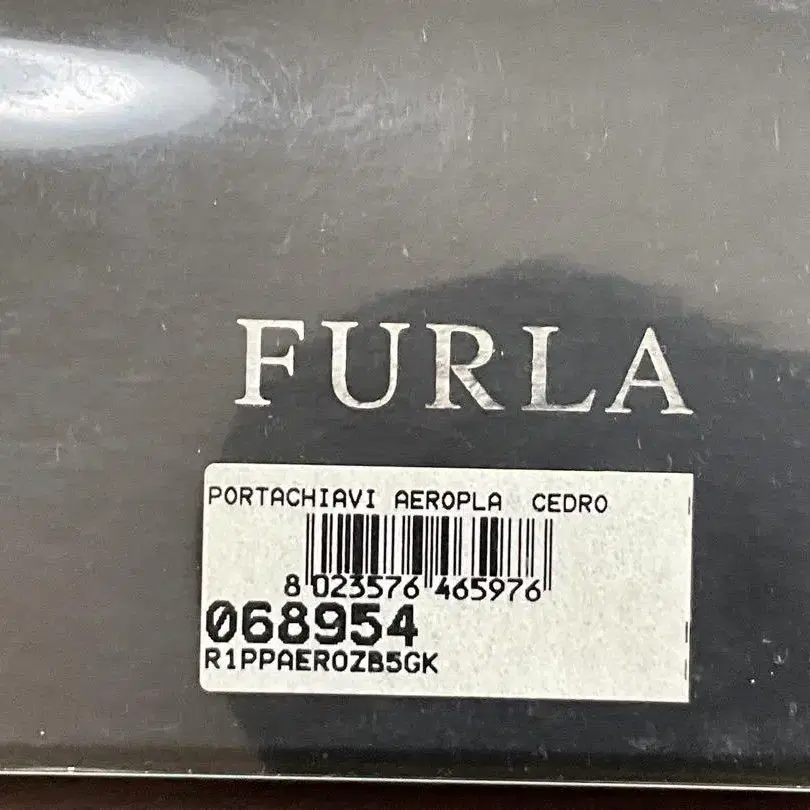 FURLA
PORTACHIAVI AEROPLA CEDRO
8 023576 465976
068954
R1PPAEROZB5GK